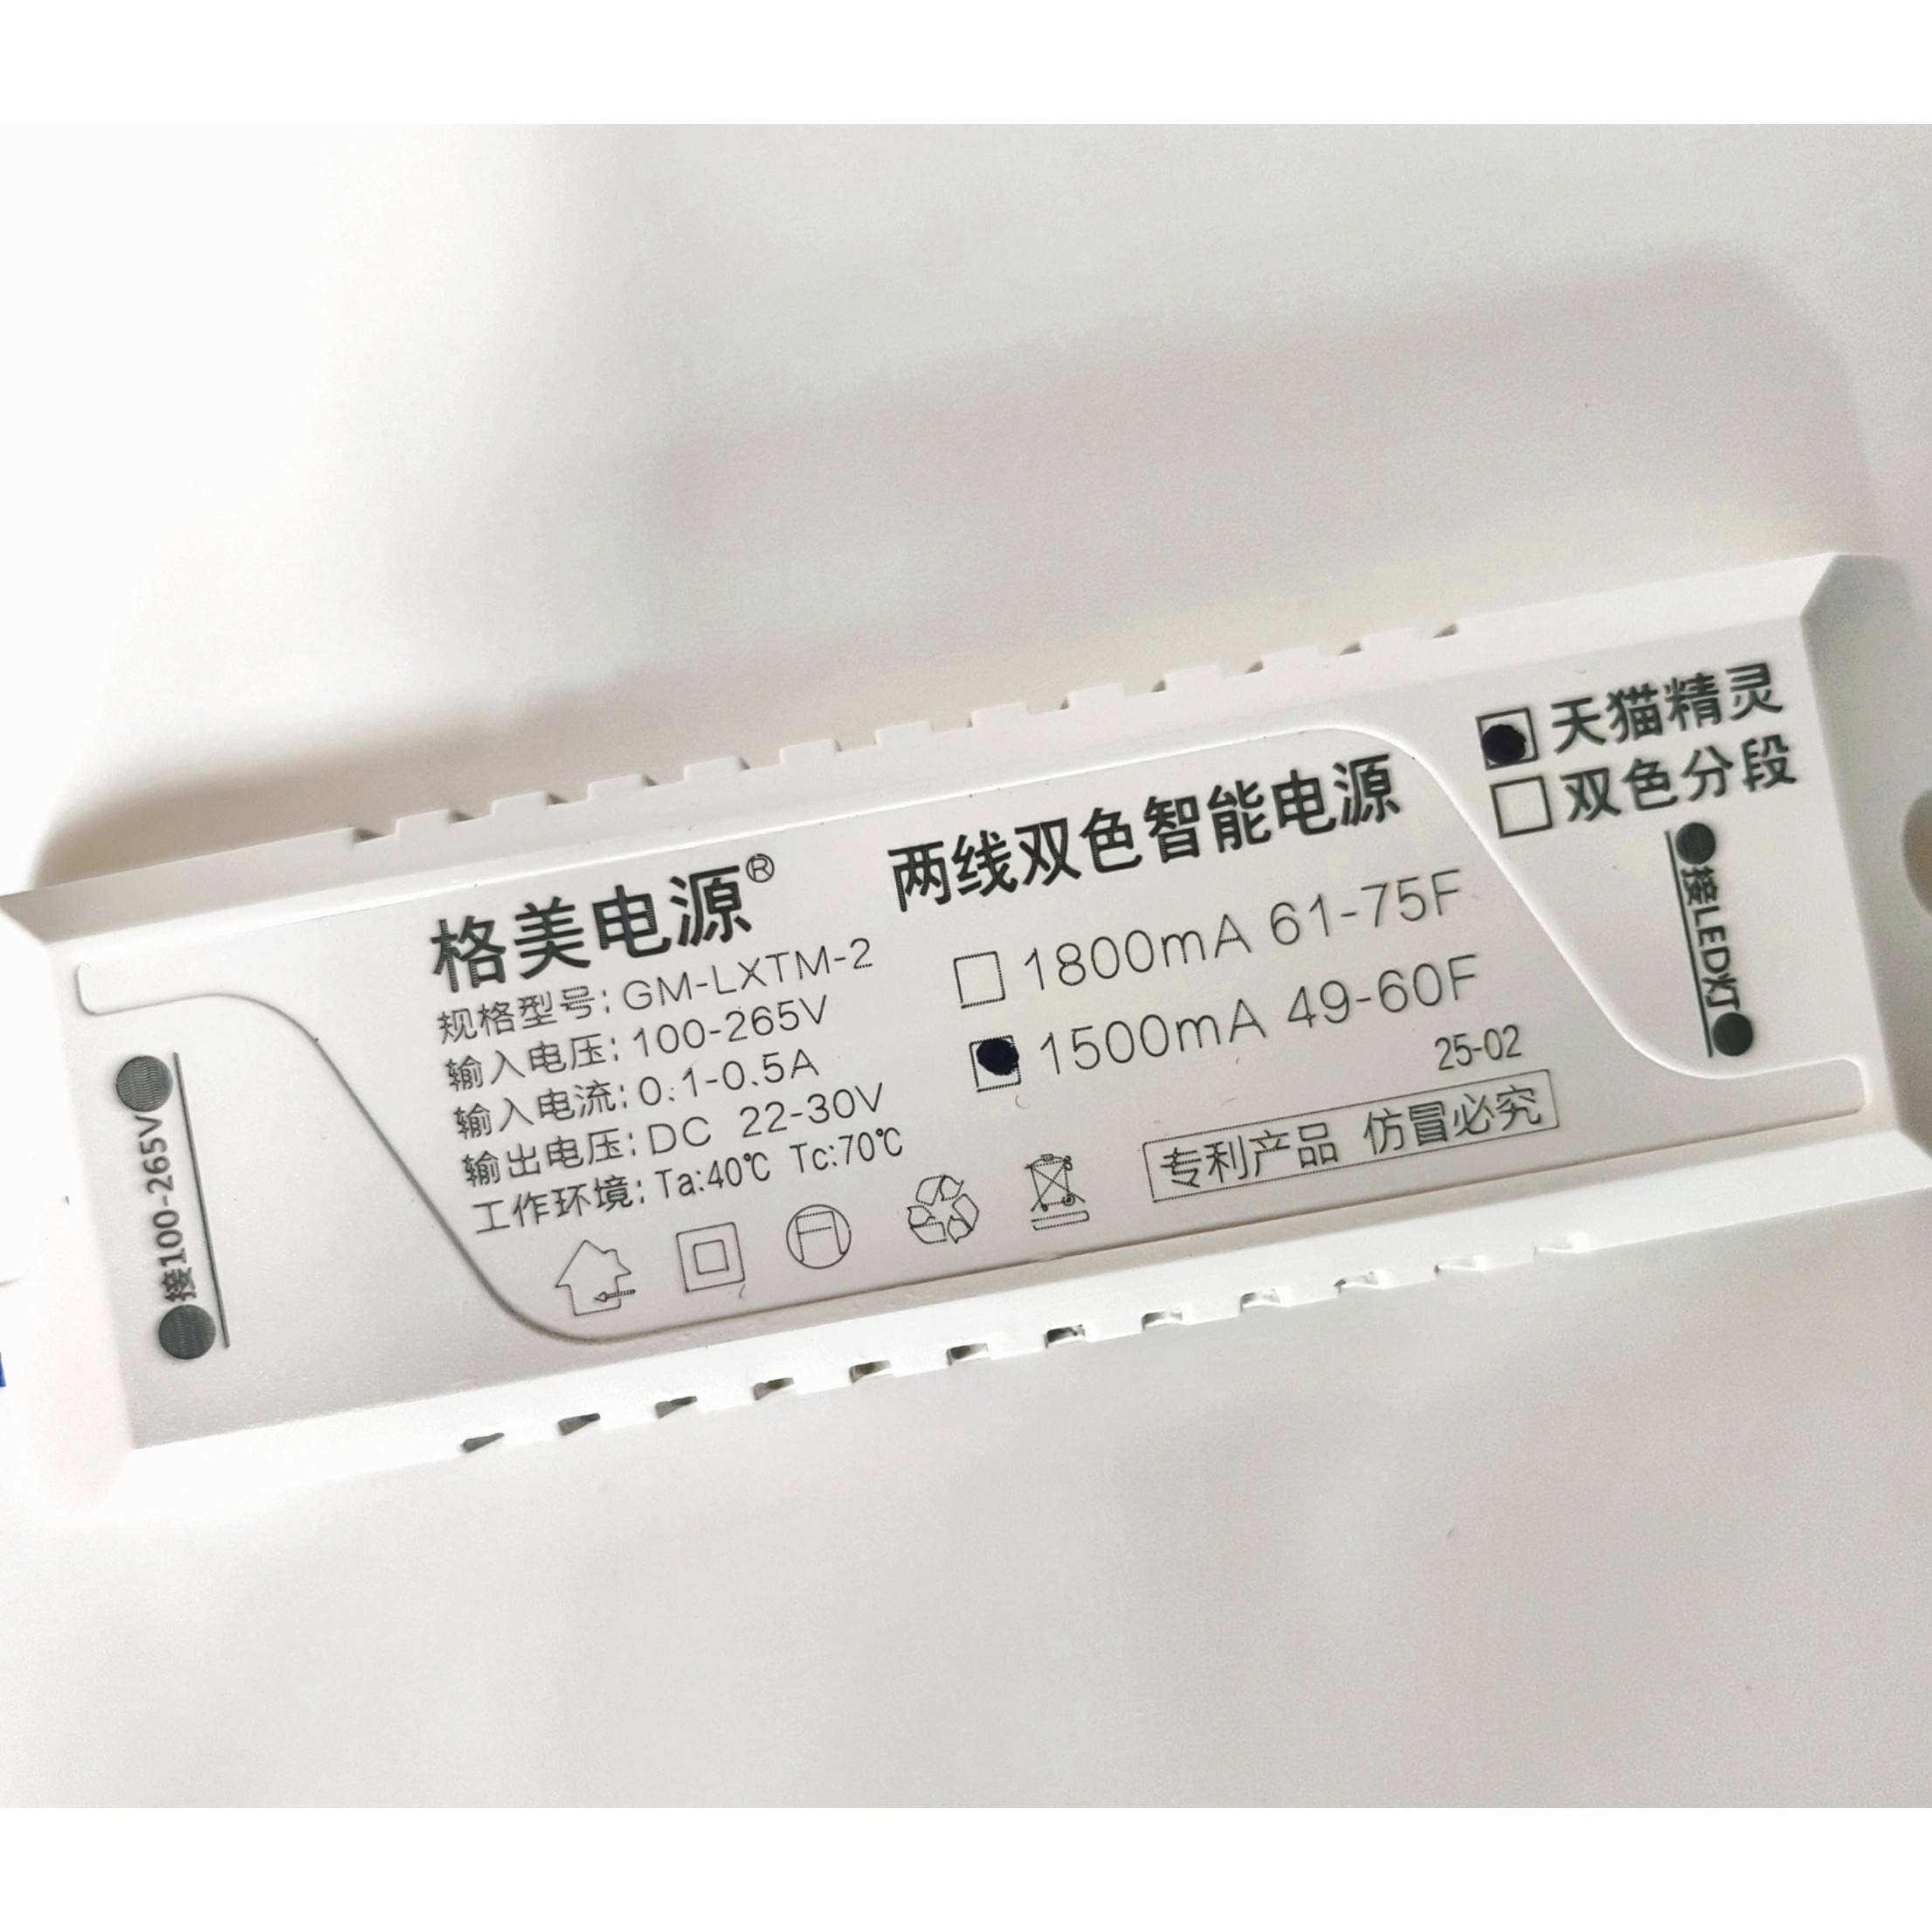 格美电源®
规格型号: GM-LXTM-2
输入电压: 100-265V
输入电流: 0.1-0.5A
输出电压: DC 22-30V
工作环境: Ta:40℃ Tc:70℃
两线双色智能电源
1800mA 61-75F
1500mA 49-60F
25-02
专利产品 仿冒必究
天猫精灵
双色分段
接100-265V
接LED灯